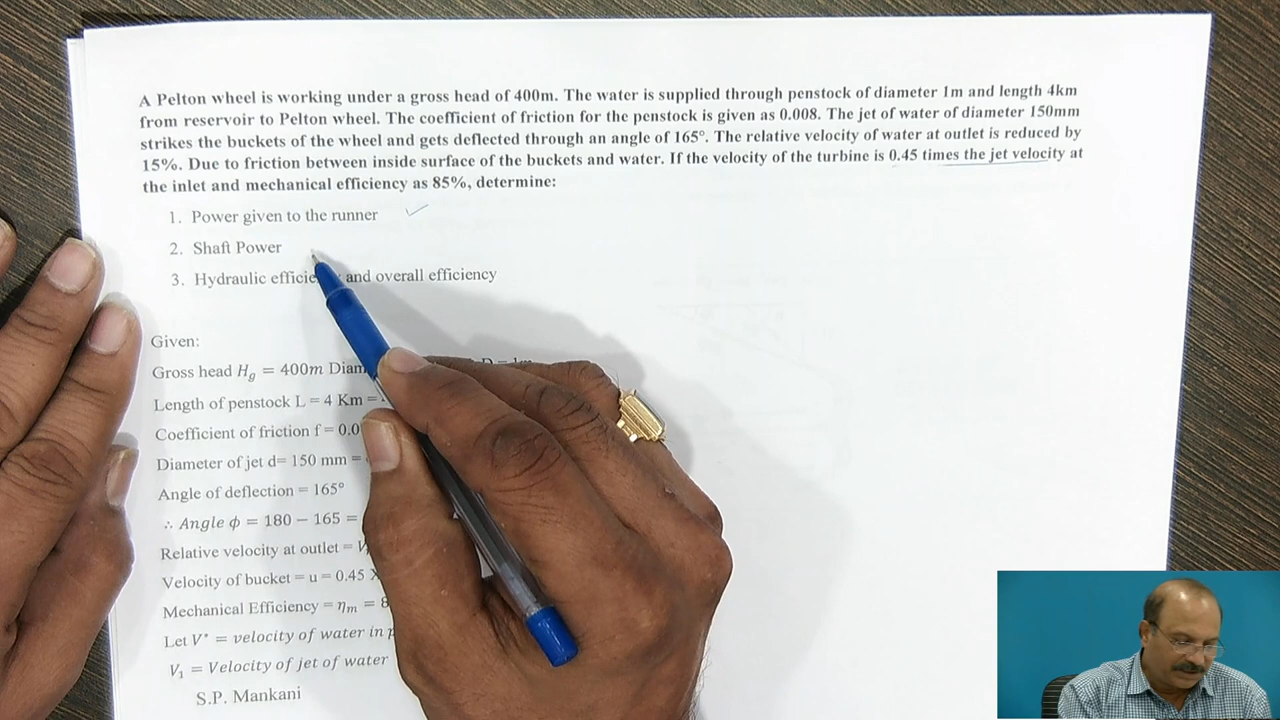 A Pelton wheel is working under a gross head of 400m. The water is supplied through penstock of diameter 1m and length 4km
from reservoir to Pelton wheel. The coefficient of friction for the penstock is given as 0.008. The jet of water of diameter 150mm
strikes the buckets of the wheel and gets deflected through an angle of 165°. The relative velocity of water at outlet is reduced by
15%. Due to friction between inside surface of the buckets and water. If the velocity of the turbine is 0.45 times the jet velocity at
the inlet and mechanical efficiency as 85%, determine:
1. Power given to the runner
2. Shaft Power
3. Hydraulic and overall efficiency
Given:
Gross head H_g = 400m
Length of penstock L = 4 Km =
Coefficient of friction f =
Diameter of jet d= 150 mm =
Angle of deflection = 165°
∴ Angle ϕ = 180 − 165 =
Relative velocity at outlet =
Velocity of bucket = u = 0.45
Mechanical Efficiency = η_m =
Let V* = velocity of water in
V₁ = Velocity of jet of water
S.P. Mankani